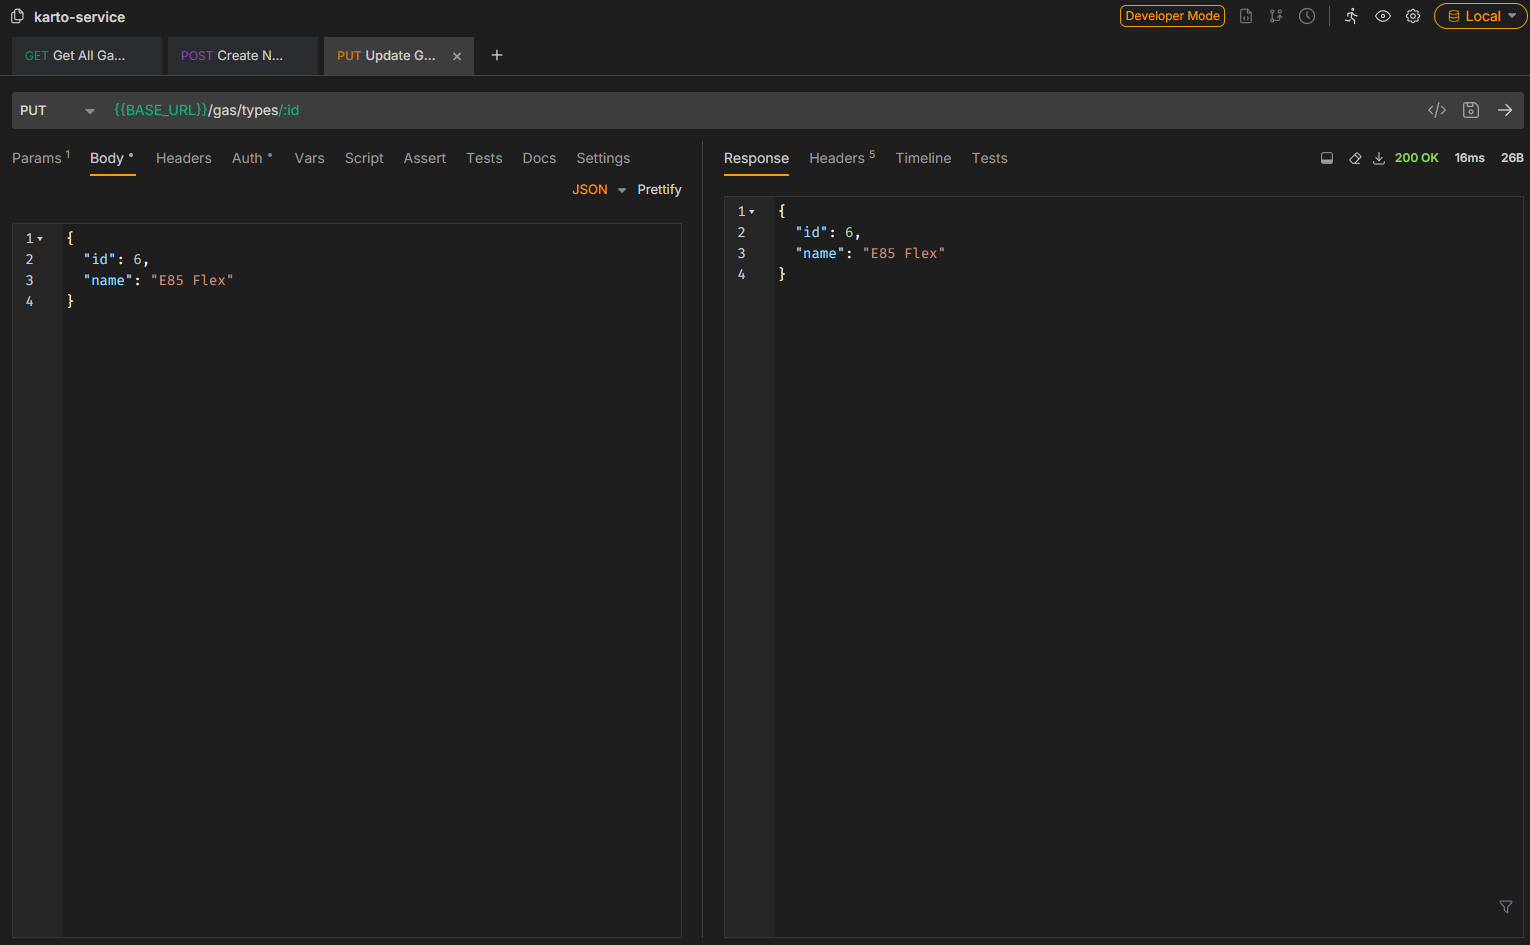 karto-service
Developer Mode
Local
GET Get All Ga...
POST Create N...
PUT Update G...
PUT
{{BASE_URL}}/gas/types/:id
Params 1
Body
Headers
Auth
Vars
Script
Assert
Tests
Docs
Settings
JSON
Prettify
1 {
2 "id": 6,
3 "name": "E85 Flex"
4 }
Response
Headers 5
Timeline
Tests
200 OK
16ms
26B
1 {
2 "id": 6,
3 "name": "E85 Flex"
4 }